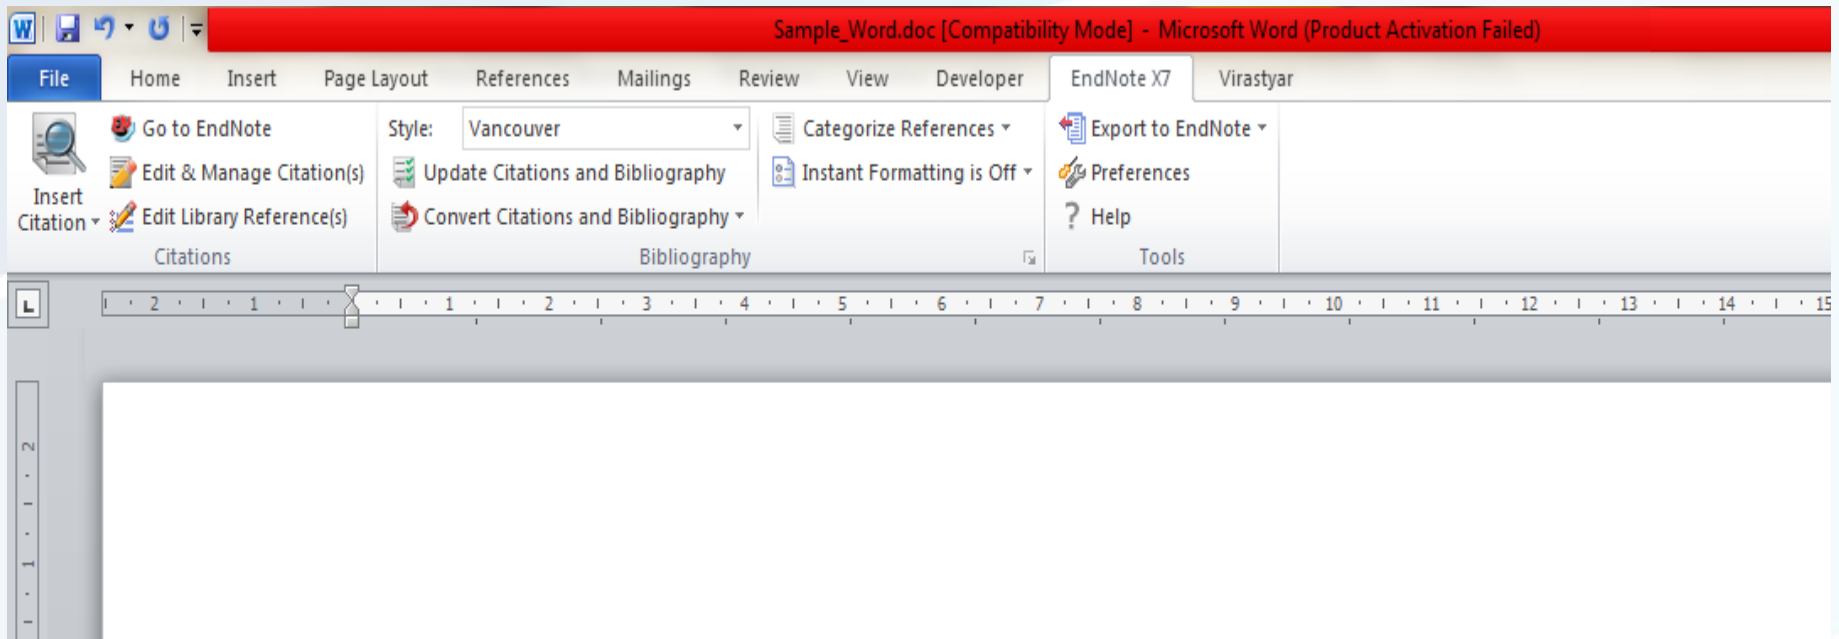 Sample_Word.doc [Compatibility Mode] - Microsoft Word (Product Activation Failed)
File Home Insert Page Layout References Mailings Review View Developer EndNote X7 Virastyar
Go to EndNote Style: Vancouver Categorize References Export to EndNote
Edit & Manage Citation(s) Update Citations and Bibliography Instant Formatting is Off Preferences
Insert
Citation Edit Library Reference(s) Convert Citations and Bibliography ? Help
Citations Bibliography Tools
L 2 1 1 2 3 4 5 6 7 8 9 10 11 12 13 14 15
2
1